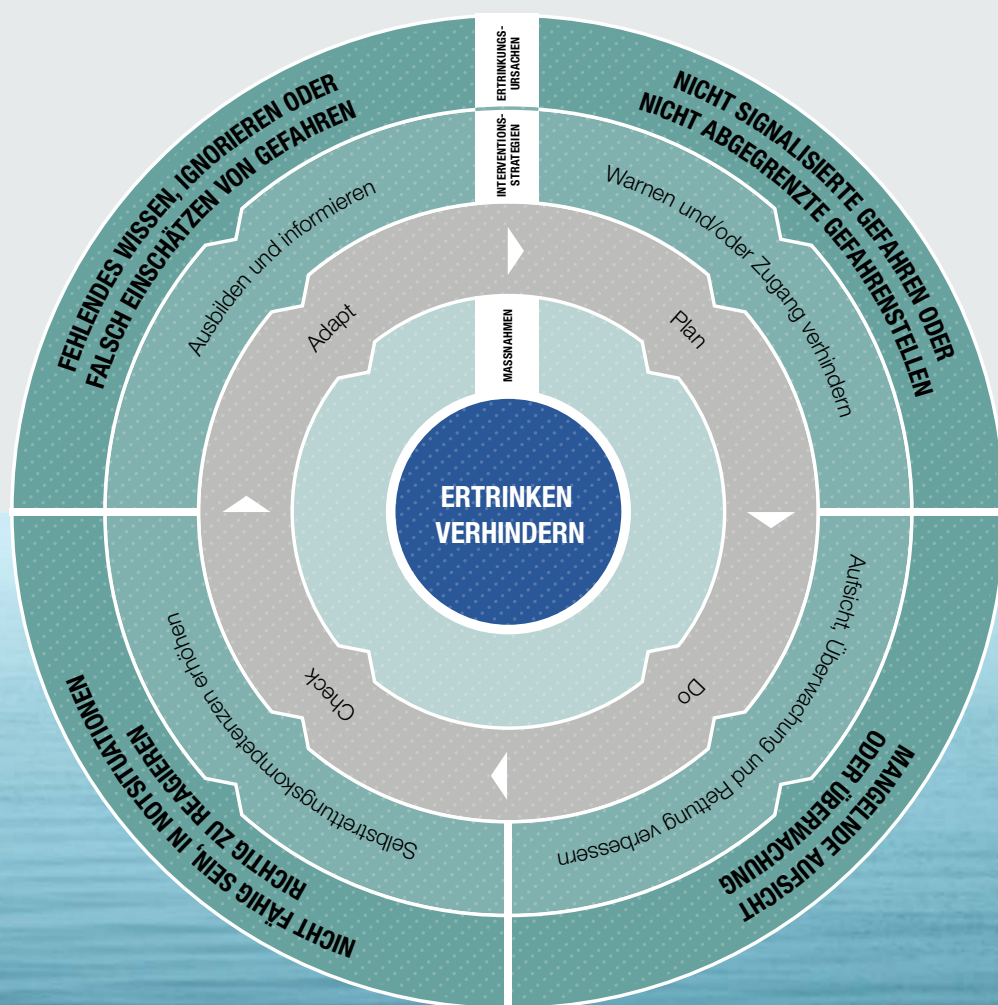 ERTRINKUNGS-
URSACHEN
FEHLENDES WISSEN, IGNORIEREN ODER
FALSCH EINSCHÄTZEN VON GEFAHREN
NICHT SIGNALISIERTE GEFAHREN ODER
NICHT ABGEGRENZTE GEFAHRENSTELLEN
INTERVENTIONS-
STRATEGIEN
Ausbilden und informieren
Warnen und/oder Zugang verhindern
Adapt
Plan
MASSNAHMEN
ERTRINKEN
VERHINDERN
Check
Do
Selbstrettungskompetenzen erhöhen
Aufsicht, Überwachung und Rettung verbessern
NICHT FÄHIG SEIN, IN NOTSITUATIONEN
RICHTIG ZU REAGIEREN
MANGELNDE AUFSICHT
ODER ÜBERWACHUNG